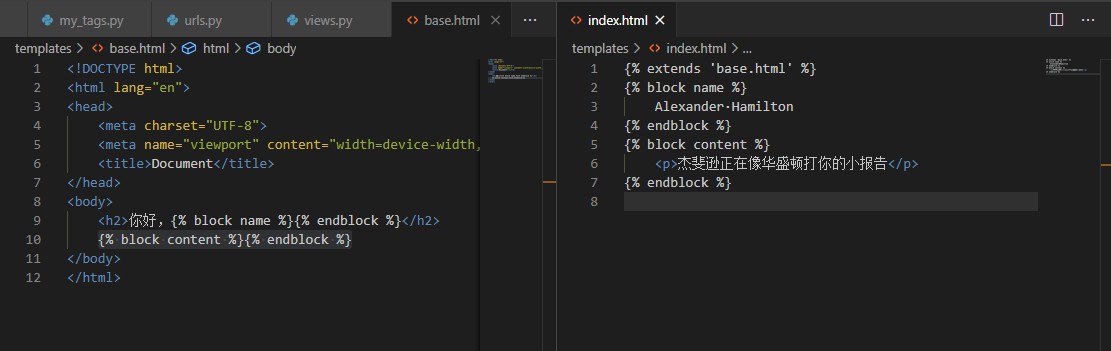 my_tags.py urls.py views.py base.html ...
templates > base.html > html > body
1 <!DOCTYPE html>
2 <html lang="en">
3 <head>
4 <meta charset="UTF-8">
5 <meta name="viewport" content="width=device-width,
6 <title>Document</title>
7 </head>
8 <body>
9 <h2>你好，{% block name %}{% endblock %}</h2>
10 {% block content %}{% endblock %}
11 </body>
12 </html>
index.html ...
templates > index.html > ...
1 {% extends 'base.html' %}
2 {% block name %}
3 Alexander·Hamilton
4 {% endblock %}
5 {% block content %}
6 <p>杰斐逊正在像华盛顿打你的小报告</p>
7 {% endblock %}
8